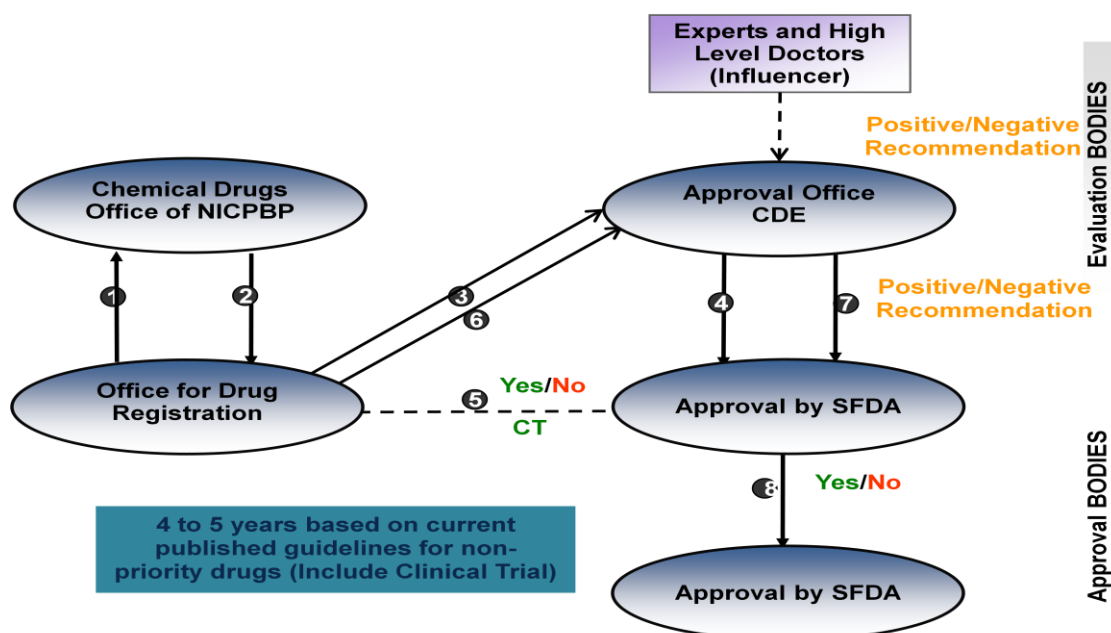 Experts and High
Level Doctors
(Influencer)
Positive/Negative
Recommendation
Evaluation BODIES
Chemical Drugs
Office of NICPBP
Approval Office
CDE
1
2
3
6
4
7
Positive/Negative
Recommendation
Office for Drug
Registration
5
Yes/No
CT
Approval by SFDA
8
Yes/No
Approval BODIES
4 to 5 years based on current
published guidelines for non-
priority drugs (Include Clinical Trial)
Approval by SFDA